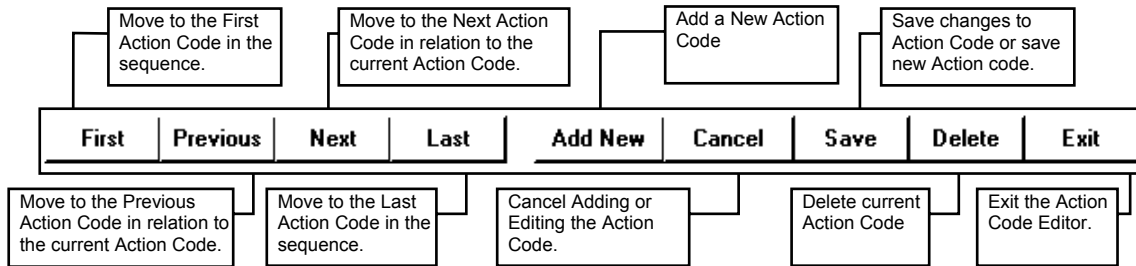 Move to the First
Action Code in the
sequence.
Move to the Next Action
Code in relation to the
current Action Code.
Add a New Action
Code
Save changes to
Action Code or save
new Action code.
First Previous Next Last Add New Cancel Save Delete Exit
Move to the Previous
Action Code in relation to
the current Action Code.
Move to the Last
Action Code in the
sequence.
Cancel Adding or
Editing the Action
Code.
Delete current
Action Code
Exit the Action
Code Editor.